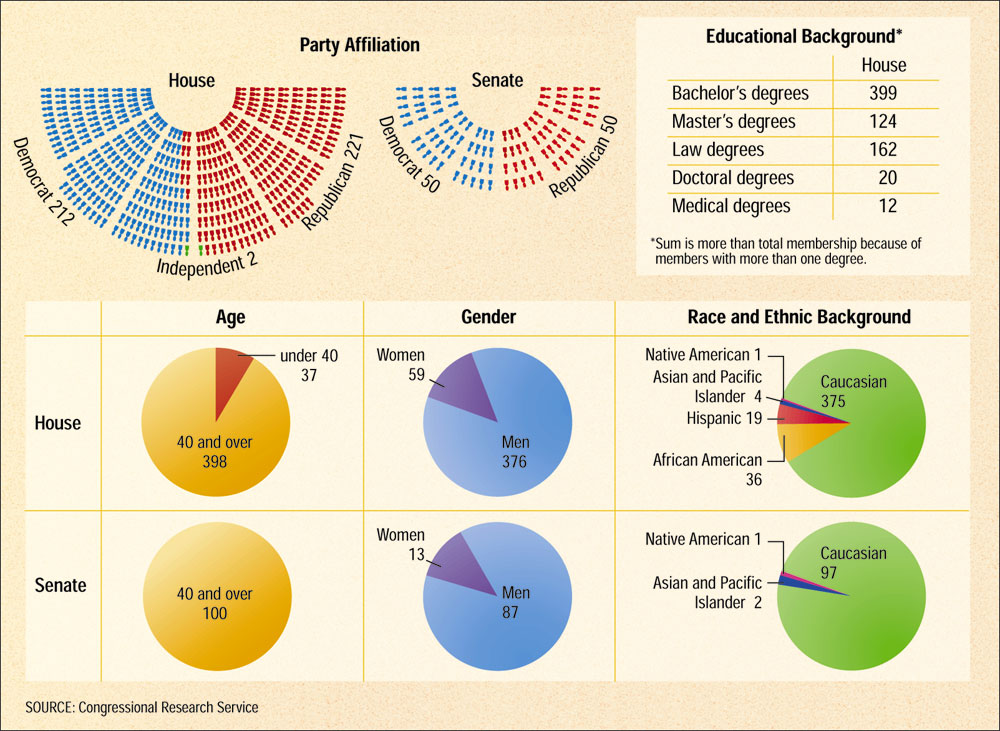 Party Affiliation
House
Democrat 212
Independent 2
Republican 221
Senate
Democrat 50
Republican 50
Educational Background*
House
Bachelor's degrees 399
Master's degrees 124
Law degrees 162
Doctoral degrees 20
Medical degrees 12
*Sum is more than total membership because of
members with more than one degree.
Age Gender Race and Ethnic Background
House
under 40
37
40 and over
398
Women
59
Men
376
Native American 1
Asian and Pacific
Islander 4
Hispanic 19
African American
36
Caucasian
375
Senate
40 and over
100
Women
13
Men
87
Native American 1
Asian and Pacific
Islander 2
Caucasian
97
SOURCE: Congressional Research Service